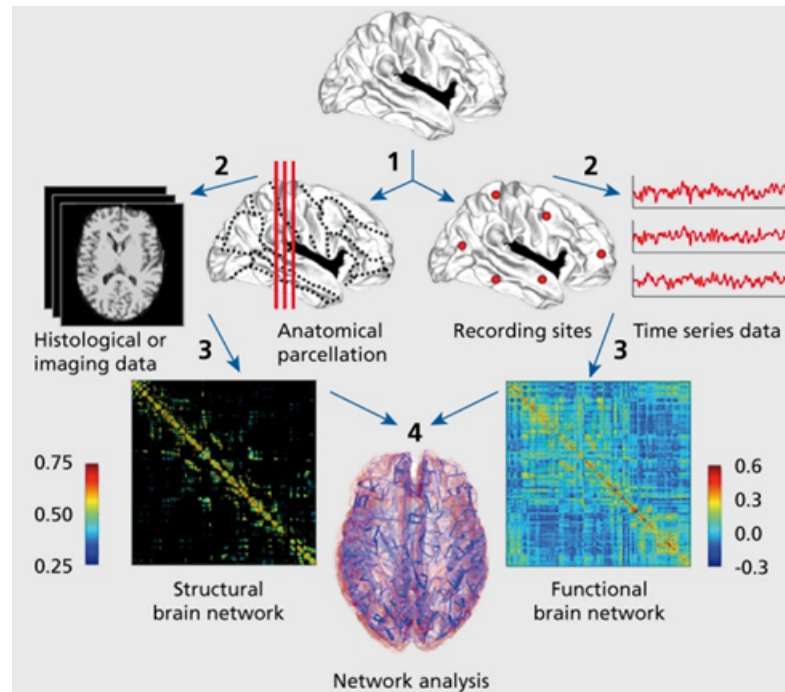 2
1
2
Histological or
imaging data
Anatomical
parcellation
Recording sites
Time series data
3
3
4
0.75
0.50
0.25
0.6
0.3
0.0
-0.3
Structural
brain network
Functional
brain network
Network analysis